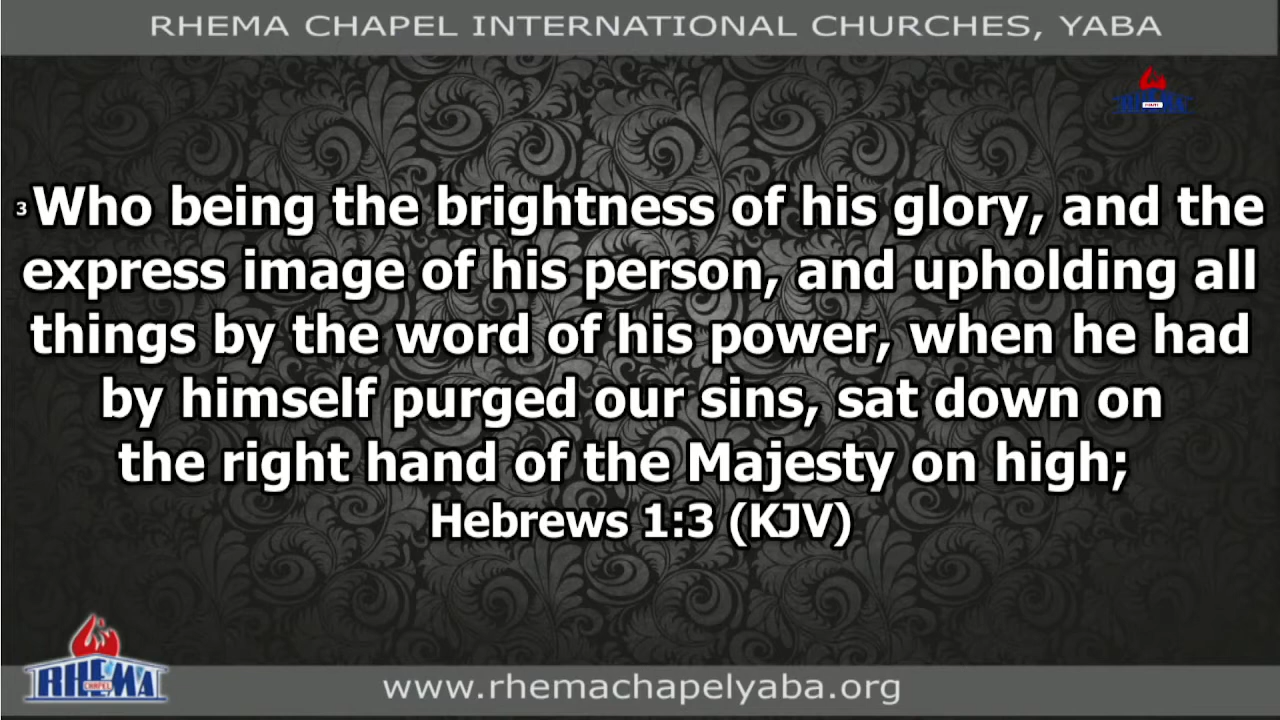 RHEMA CHAPEL INTERNATIONAL CHURCHES, YABA
RHEMA
3 Who being the brightness of his glory, and the
express image of his person, and upholding all
things by the word of his power, when he had
by himself purged our sins, sat down on
the right hand of the Majesty on high;
Hebrews 1:3 (KJV)
RHEMA
CHAPEL
www.rhemachapelyaba.org